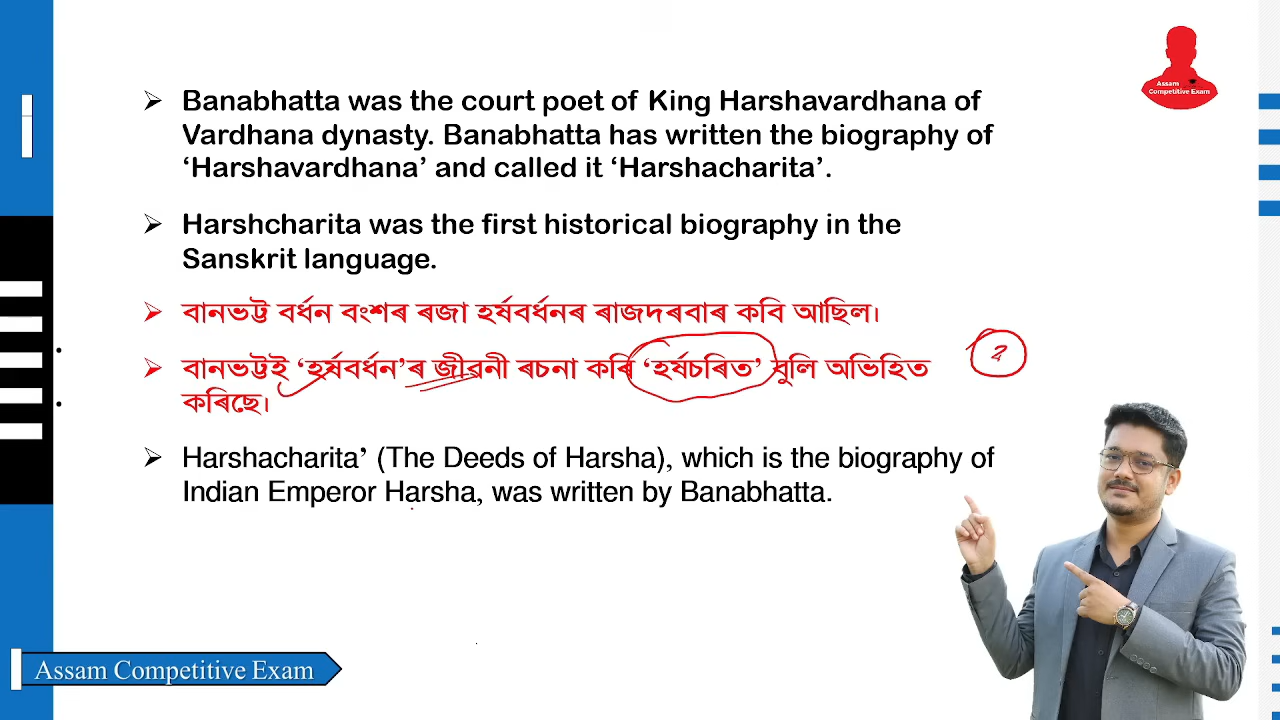 Assam
Competitive Exam
➢ Banabhatta was the court poet of King Harshavardhana of
Vardhana dynasty. Banabhatta has written the biography of
‘Harshavardhana’ and called it ‘Harshacharita’.
➢ Harshcharita was the first historical biography in the
Sanskrit language.
➢ বানভট্ট বৰ্ধন বংশৰ ৰজা হৰ্ষবৰ্ধনৰ ৰাজদৰবাৰ কবি আছিল।
➢ বানভট্টই ‘হৰ্ষবৰ্ধন’ৰ জীৱনী ৰচনা কৰি ‘হৰ্ষচৰিত’ বুলি অভিহিত
কৰিছে।
➢ Harshacharita’ (The Deeds of Harsha), which is the biography of
Indian Emperor Harsha, was written by Banabhatta.
Assam Competitive Exam